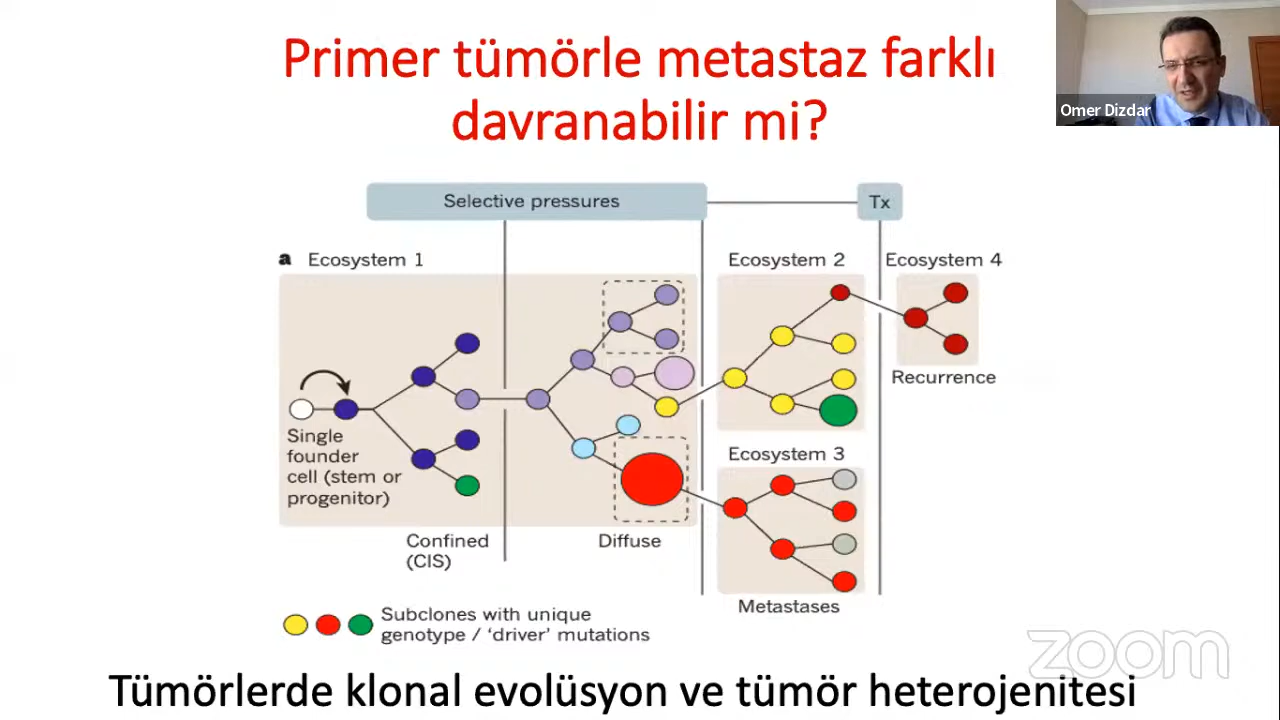 Primer tümörle metastaz farklı
davranabilir mi?
Omer Dizdar
Selective pressures
Tx
a Ecosystem 1
Ecosystem 2
Ecosystem 4
Recurrence
Single
founder
cell (stem or
progenitor)
Ecosystem 3
Confined
(CIS)
Diffuse
Metastases
Subclones with unique
genotype / ‘driver’ mutations
zoom
Tümörlerde klonal evolüsyon ve tümör heterojenitesi